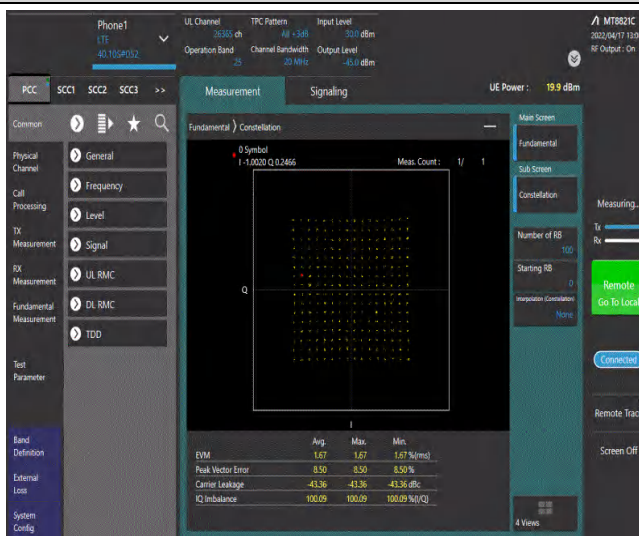 Phone1
LTE
40.10S#052
UL Channel
26365 ch
TPC Pattern
All +3dB
Input Level
30.0 dBm
Operation Band
25
Channel Bandwidth
20 MHz
Output Level
-45.0 dBm
MT8821C
2022/04/17 13:0
RF Output : On
PCC
SCC1
SCC2
SCC3
>>
Measurement
Signaling
UE Power :
19.9 dBm
Common
Physical
Channel
Call
Processing
TX
Measurement
RX
Measurement
Fundamental
Measurement
Test
Parameter
Band
Definition
External
Loss
System
Config
General
Frequency
Level
Signal
UL RMC
DL RMC
TDD
Fundamental
Constellation
0 Symbol
I -1.0020 Q 0.2466
Meas. Count :
1/
1
Q
I
Avg.
Max.
Min.
EVM
1.67
1.67
1.67 %(rms)
Peak Vector Error
8.50
8.50
8.50 %
Carrier Leakage
-43.36
-43.36
-43.36 dBc
IQ Imbalance
100.09
100.09
100.09 %(I/Q)
Main Screen
Fundamental
Sub Screen
Constellation
Number of RB
100
Starting RB
0
Interpolation (Constellation)
None
4 Views
Measuring...
Tx
Rx
Remote
Go To Local
Connected
Remote Trac
Screen Off